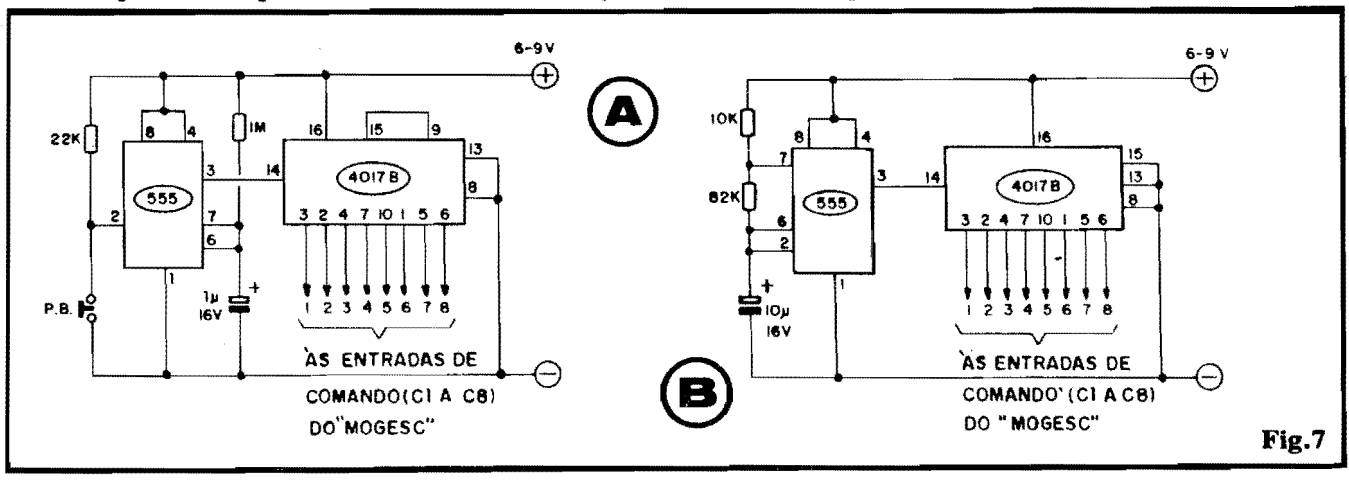 6-9V
+
22K
8
4
1M
16
15
9
13
3
14
4017B
8
555
2
7
6
1
3 2 4 7 10 1 5 6
P.B.
1µ
+
16V
1 2 3 4 5 6 7 8
ÀS ENTRADAS DE
COMANDO(C1 A C8)
DO"MOGESC"
−
A
6-9V
+
10K
8
4
16
7
3
14
4017B
15
13
8
82K
555
6
2
1
3 2 4 7 10 1 5 6
+
10µ
16V
1 2 3 4 5 6 7 8
ÀS ENTRADAS DE
COMANDO (C1 A C8)
DO "MOGESC"
−
B
Fig.7